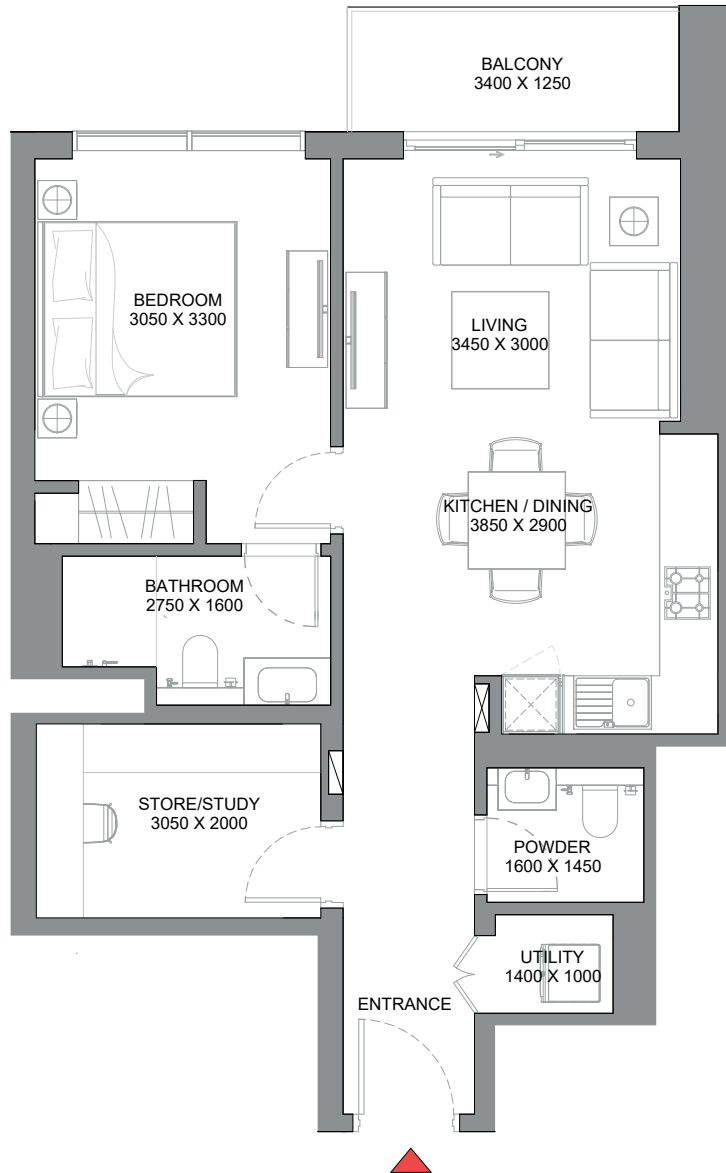 BALCONY
3400 X 1250
BEDROOM
3050 X 3300
LIVING
3450 X 3000
KITCHEN / DINING
3850 X 2900
BATHROOM
2750 X 1600
STORE/STUDY
3050 X 2000
POWDER
1600 X 1450
UTILITY
1400 X 1000
ENTRANCE